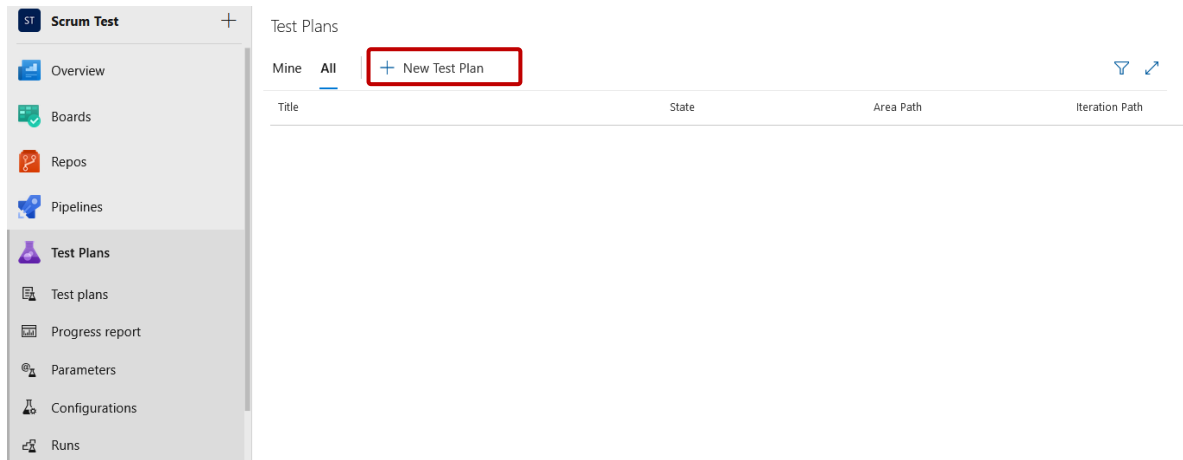 ST Scrum Test +
Overview
Boards
Repos
Pipelines
Test Plans
Test plans
Progress report
Parameters
Configurations
Runs
Test Plans
Mine All + New Test Plan
Title State Area Path Iteration Path